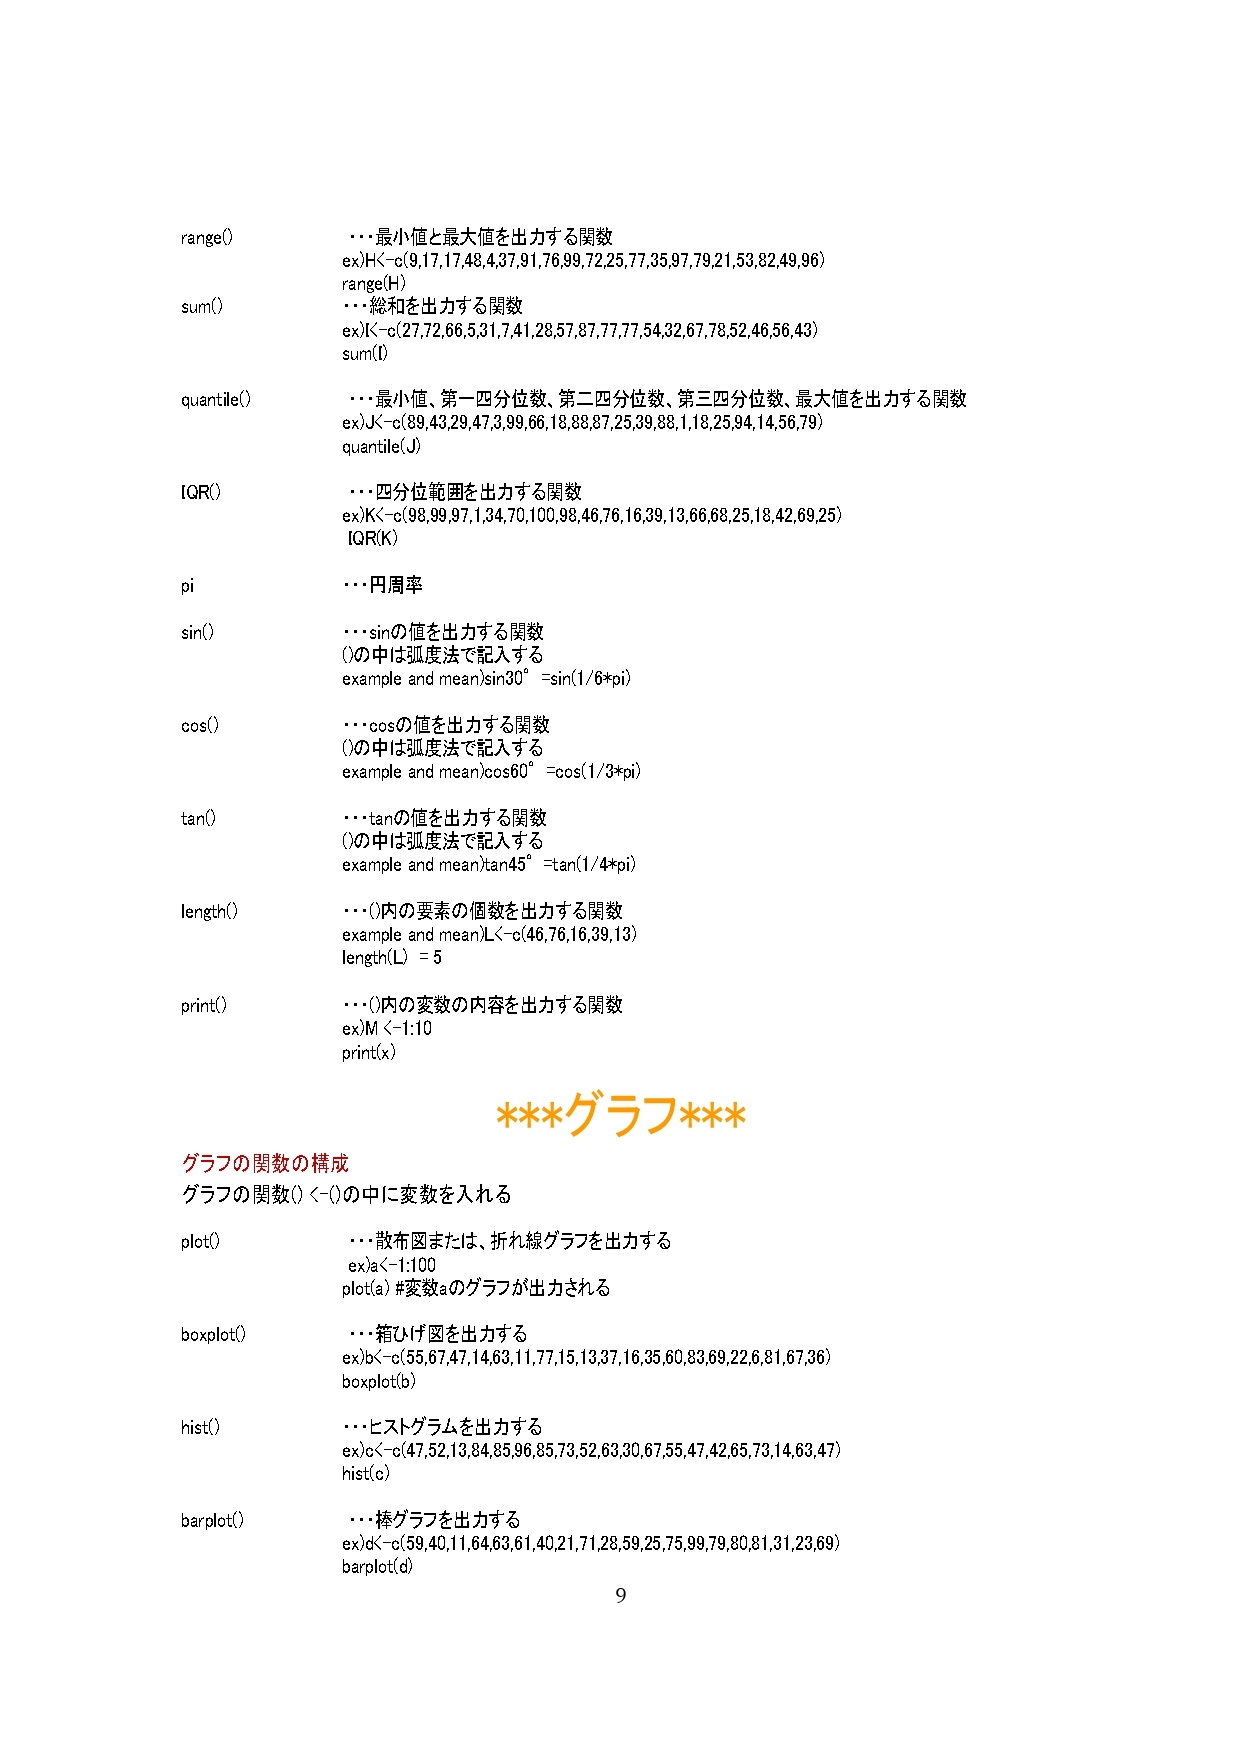 range() ・・・最小値と最大値を出力する関数
ex)H<-c(9,17,17,48,4,37,91,76,99,72,25,77,35,97,79,21,53,82,49,96)
range(H)
sum() ・・・総和を出力する関数
ex)I<-c(27,72,66,5,31,7,41,28,57,87,77,77,54,32,67,78,52,46,56,43)
sum(I)
quantile() ・・・最小値、第一四分位数、第二四分位数、第三四分位数、最大値を出力する関数
ex)J<-c(89,43,29,47,3,99,66,18,88,87,25,39,88,1,18,25,94,14,56,79)
quantile(J)
IQR() ・・・四分位範囲を出力する関数
ex)K<-c(98,99,97,1,34,70,100,98,46,76,16,39,13,66,68,25,18,42,69,25)
IQR(K)
pi ・・・円周率
sin() ・・・sinの値を出力する関数
()の中は弧度法で記入する
example and mean)sin30°=sin(1/6*pi)
cos() ・・・cosの値を出力する関数
()の中は弧度法で記入する
example and mean)cos60°=cos(1/3*pi)
tan() ・・・tanの値を出力する関数
()の中は弧度法で記入する
example and mean)tan45°=tan(1/4*pi)
length() ・・・()内の要素の個数を出力する関数
example and mean)L<-c(46,76,16,39,13)
length(L) = 5
print() ・・・()内の変数の内容を出力する関数
ex)M <-1:10
print(x)
***グラフ***
グラフの関数の構成
グラフの関数() <-()の中に変数を入れる
plot() ・・・散布図または、折れ線グラフを出力する
ex)a<-1:100
plot(a) #変数aのグラフが出力される
boxplot() ・・・箱ひげ図を出力する
ex)b<-c(55,67,47,14,63,11,77,15,13,37,16,35,60,83,69,22,6,81,67,36)
boxplot(b)
hist() ・・・ヒストグラムを出力する
ex)c<-c(47,52,13,84,85,96,85,73,52,63,30,67,55,47,42,65,73,14,63,47)
hist(c)
barplot() ・・・棒グラフを出力する
ex)d<-c(59,40,11,64,63,61,40,21,71,28,59,25,75,99,79,80,81,31,23,69)
barplot(d)
9